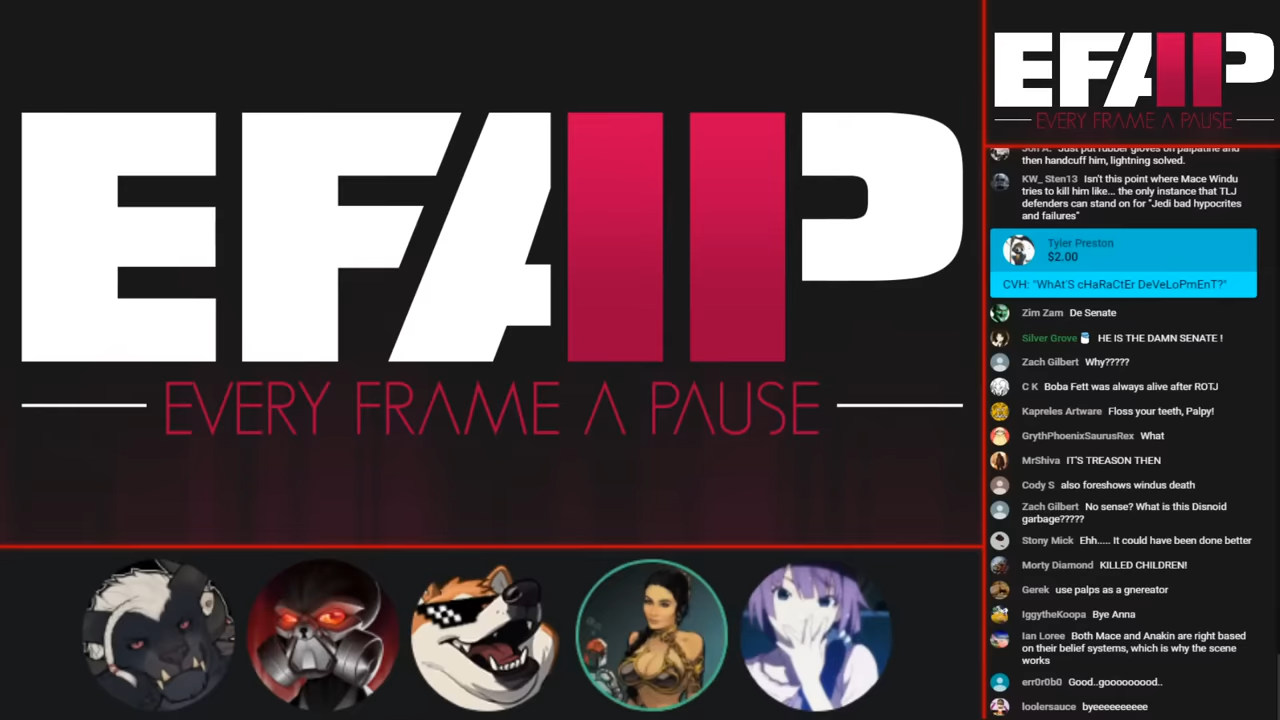 EFAP
EVERY FRAME A PAUSE
EFAP
EVERY FRAME A PAUSE
Jon A. Just put rubber gloves on palpatine and
then handcuff him, lightning solved.
KW_ Sten13 Isn't this point where Mace Windu
tries to kill him like... the only instance that TLJ
defenders can stand on for "Jedi bad hypocrites
and failures"
Tyler Preston
$2.00
CVH: "WhAt'S cHaRaCtEr DeVeLoPmEnT?"
Zim Zam De Senate
Silver Grove HE IS THE DAMN SENATE !
Zach Gilbert Why?????
C K Boba Fett was always alive after ROTJ
Kapreles Artware Floss your teeth, Palpy!
GrythPhoenixSaurusRex What
MrShiva IT'S TREASON THEN
Cody S also foreshows windus death
Zach Gilbert No sense? What is this Disnoid
garbage?????
Stony Mick Ehh..... It could have been done better
Morty Diamond KILLED CHILDREN!
Gerek use palps as a gnereator
IggytheKoopa Bye Anna
Ian Loree Both Mace and Anakin are right based
on their belief systems, which is why the scene
works
err0r0b0 Good..gooooooood..
loolersauce byeeeeeeeeee